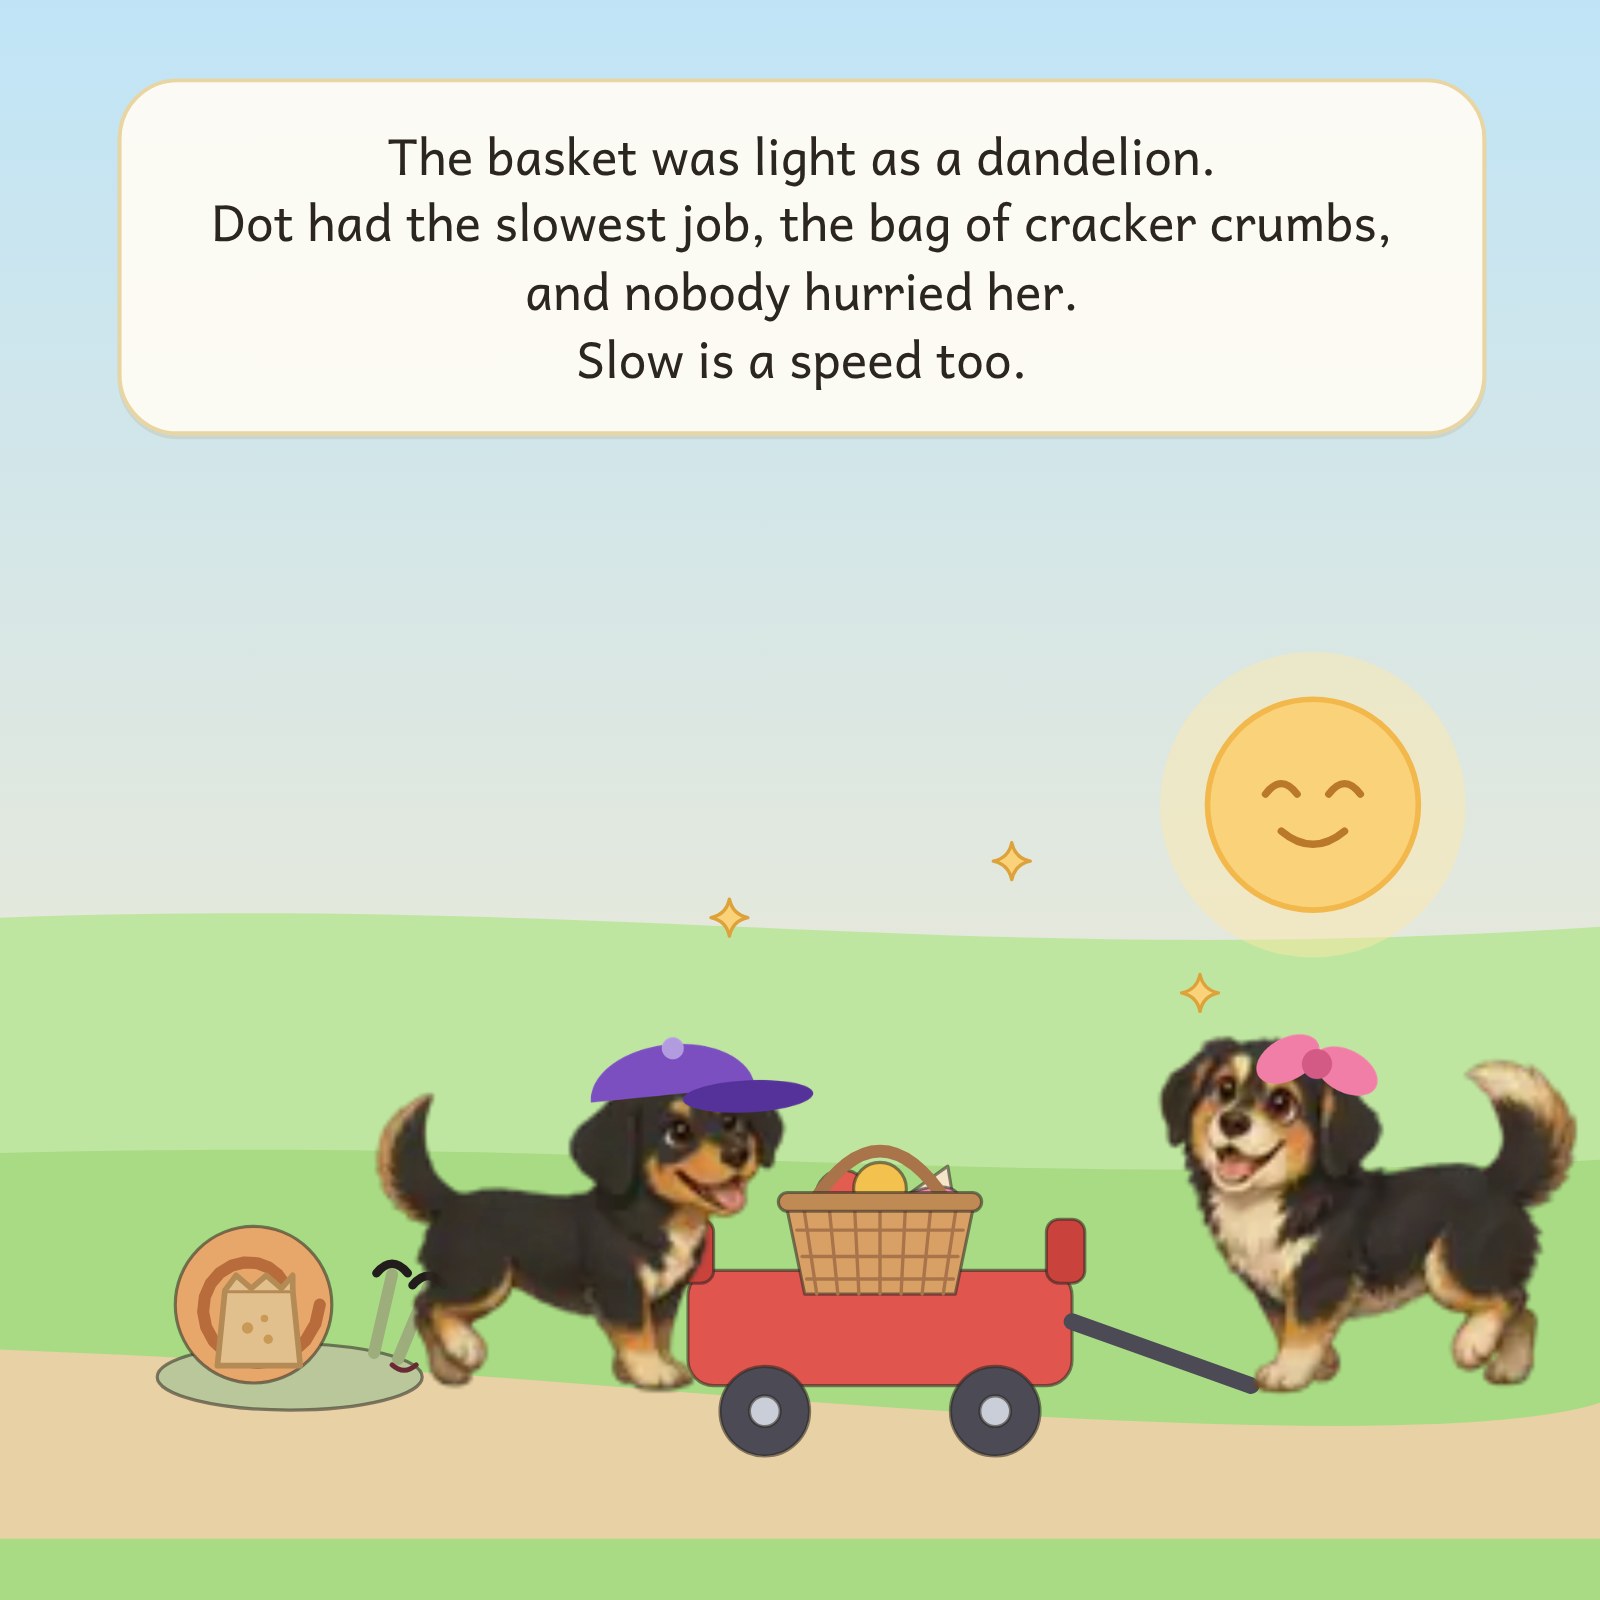 The basket was light as a dandelion.
Dot had the slowest job, the bag of cracker crumbs,
and nobody hurried her.
Slow is a speed too.